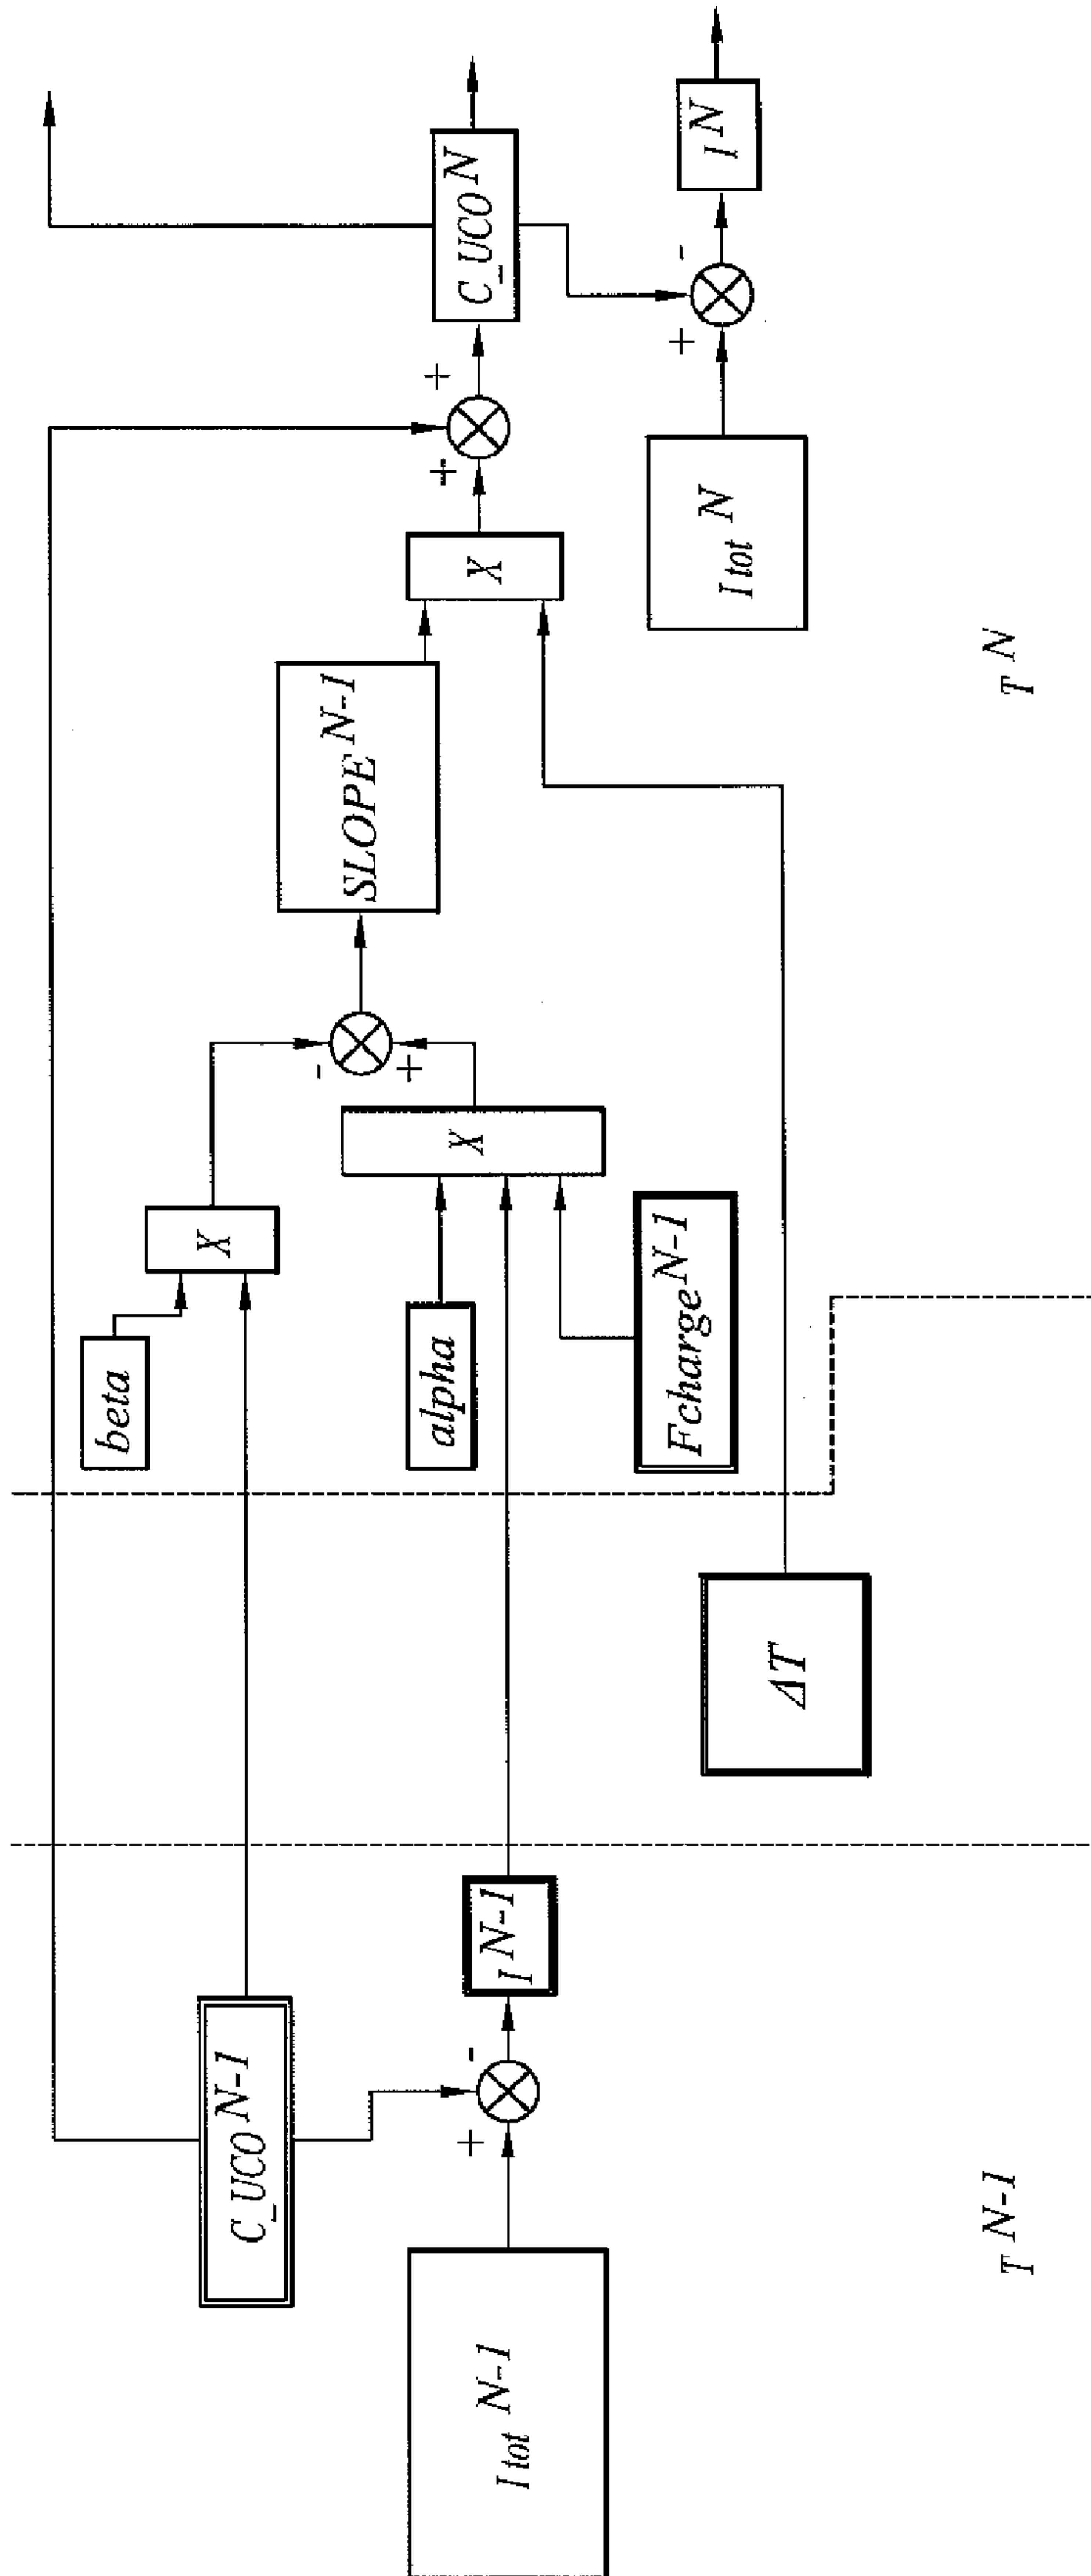 C_UCO N-1
I tot N-1
+
-
I N-1
T N-1
ΔT
beta
X
alpha
Fcharge N-1
X
-
+
SLOPE N-1
X
+
+
C_UCO N
I tot N
+
-
I N
T N